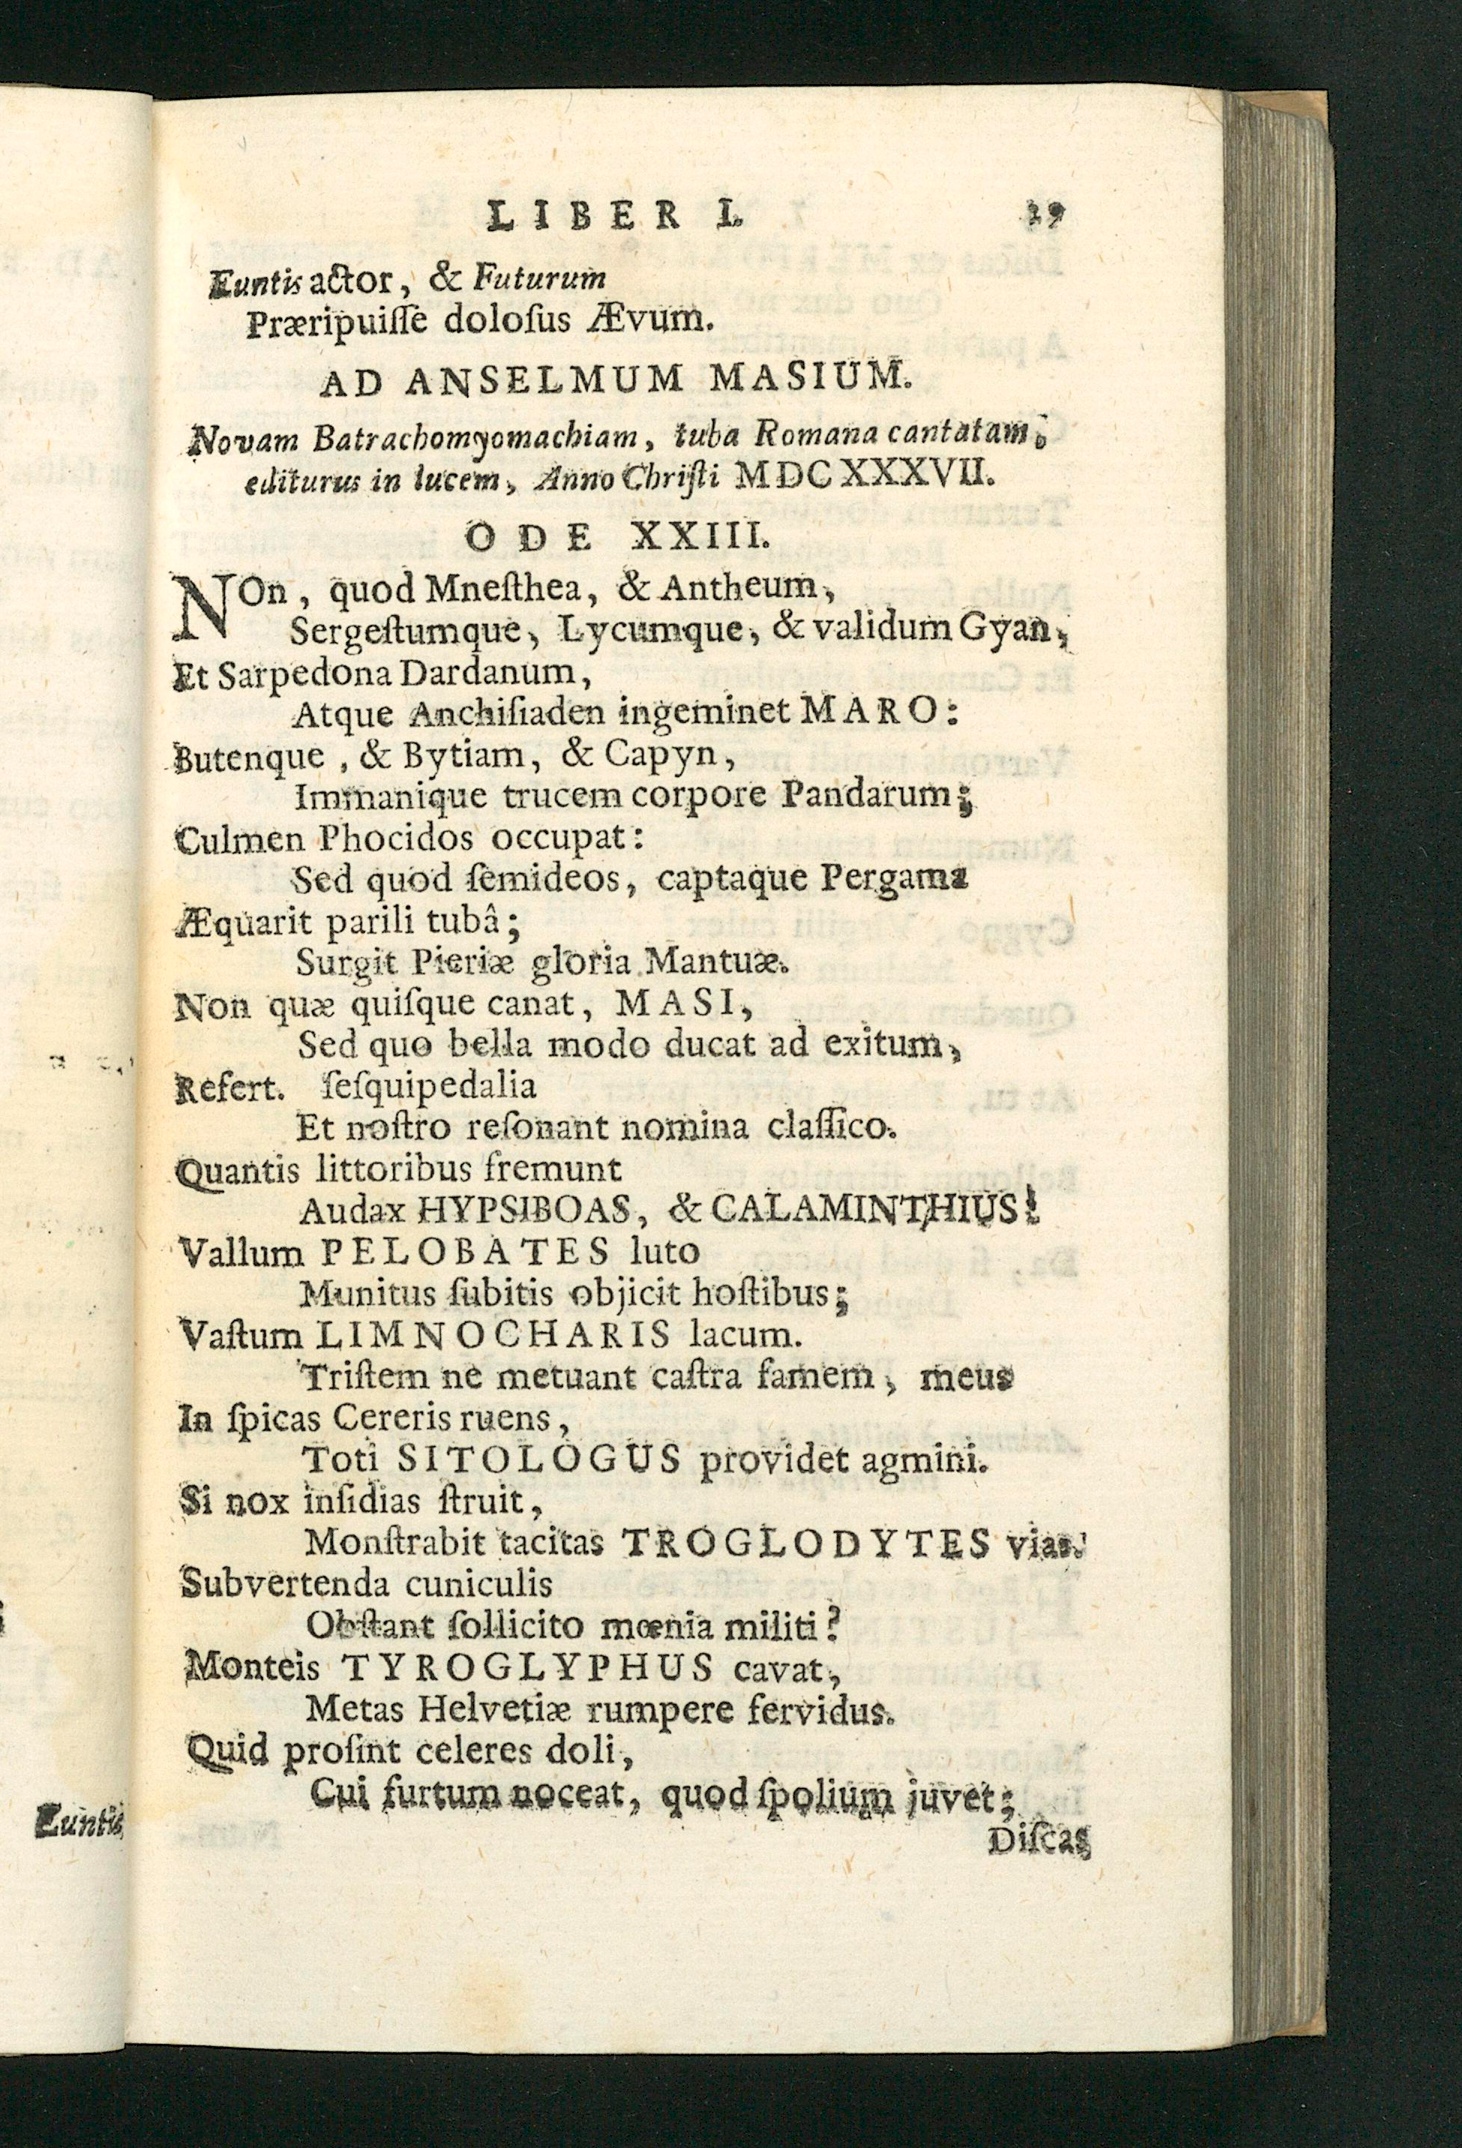 LIBER I. 29
Euntis actor, & Futurum
Præripuiſſe doloſus Ævum.
AD ANSELMUM MASIUM.
Novam Batrachomyomachiam, tuba Romana cantatam,
editurus in lucem, Anno Chriſti MDCXXXVII.
ODE XXIII.
NOn, quod Mneſthea, & Antheum,
Sergeſtumque, Lycumque, & validum Gyan,
Et Sarpedona Dardanum,
Atque Anchiſiaden ingeminet MARO:
Butenque, & Bytiam, & Capyn,
Immanique trucem corpore Pandarum;
Culmen Phocidos occupat:
Sed quod ſemideos, captaque Pergama
Æquarit parili tubâ;
Surgit Pieriæ gloria Mantuæ.
Non quæ quiſque canat, MASI,
Sed quo bella modo ducat ad exitum,
Refert. ſeſquipedalia
Et noſtro reſonant nomina claſſico.
Quantis littoribus fremunt
Audax HYPSIBOAS, & CALAMINTHIUS!
Vallum PELOBATES luto
Munitus ſubitis objicit hoſtibus;
Vaſtum LIMNOCHARIS lacum.
Triſtem ne metuant caſtra famem, meus
In ſpicas Cereris ruens,
Toti SITOLOGUS providet agmini.
Si nox inſidias ſtruit,
Monſtrabit tacitas TROGLODYTES vias.
Subvertenda cuniculis
Obſtant ſollicito mœnia militi?
Monteis TYROGLYPHUS cavat,
Metas Helvetiæ rumpere fervidus.
Quid proſint celeres doli,
Cui furtum noceat, quod ſpolium juvet;
Diſcas
Euntis